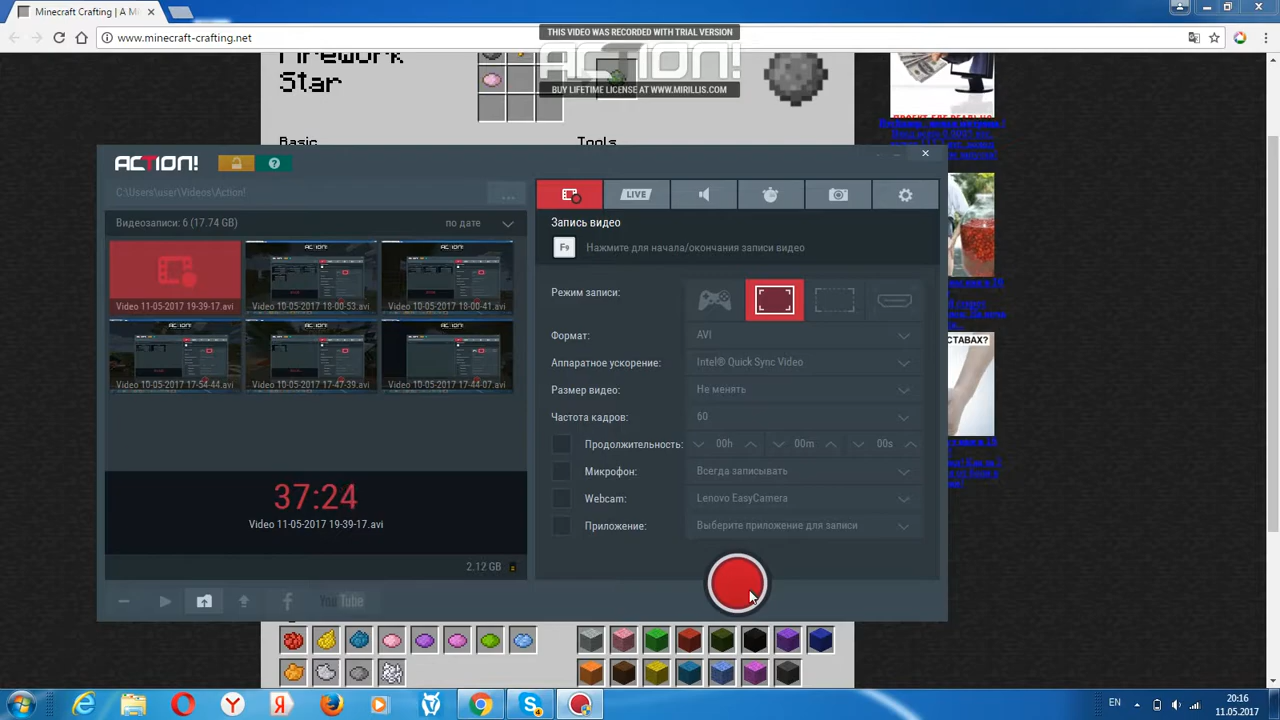 Minecraft Crafting | A Mi
www.minecraft-crafting.net
THIS VIDEO WAS RECORDED WITH TRIAL VERSION
ACTION!
BUY LIFETIME LICENSE AT WWW.MIRILLIS.COM
Firework
Star
Basic
Tools
ACTION!
C:\Users\user\Videos\Action!
...
LIVE
Видеозаписи: 6 (17.74 GB)
по дате
Video 11-05-2017 19-39-17.avi
Video 10-05-2017 18-00-53.avi
Video 10-05-2017 18-00-41.avi
Video 10-05-2017 17-54-44.avi
Video 10-05-2017 17-47-39.avi
Video 10-05-2017 17-44-07.avi
37:24
Video 11-05-2017 19-39-17.avi
2.12 GB
YouTube
Запись видео
F9
Нажмите для начала/окончания записи видео
Режим записи:
Формат:
AVI
Аппаратное ускорение:
Intel® Quick Sync Video
Размер видео:
Не менять
Частота кадров:
60
Продолжительность:
00h
00m
00s
Микрофон:
Всегда записывать
Webcam:
Lenovo EasyCamera
Приложение:
Выберите приложение для записи
СТАВАХ?
EN
20:16
11.05.2017